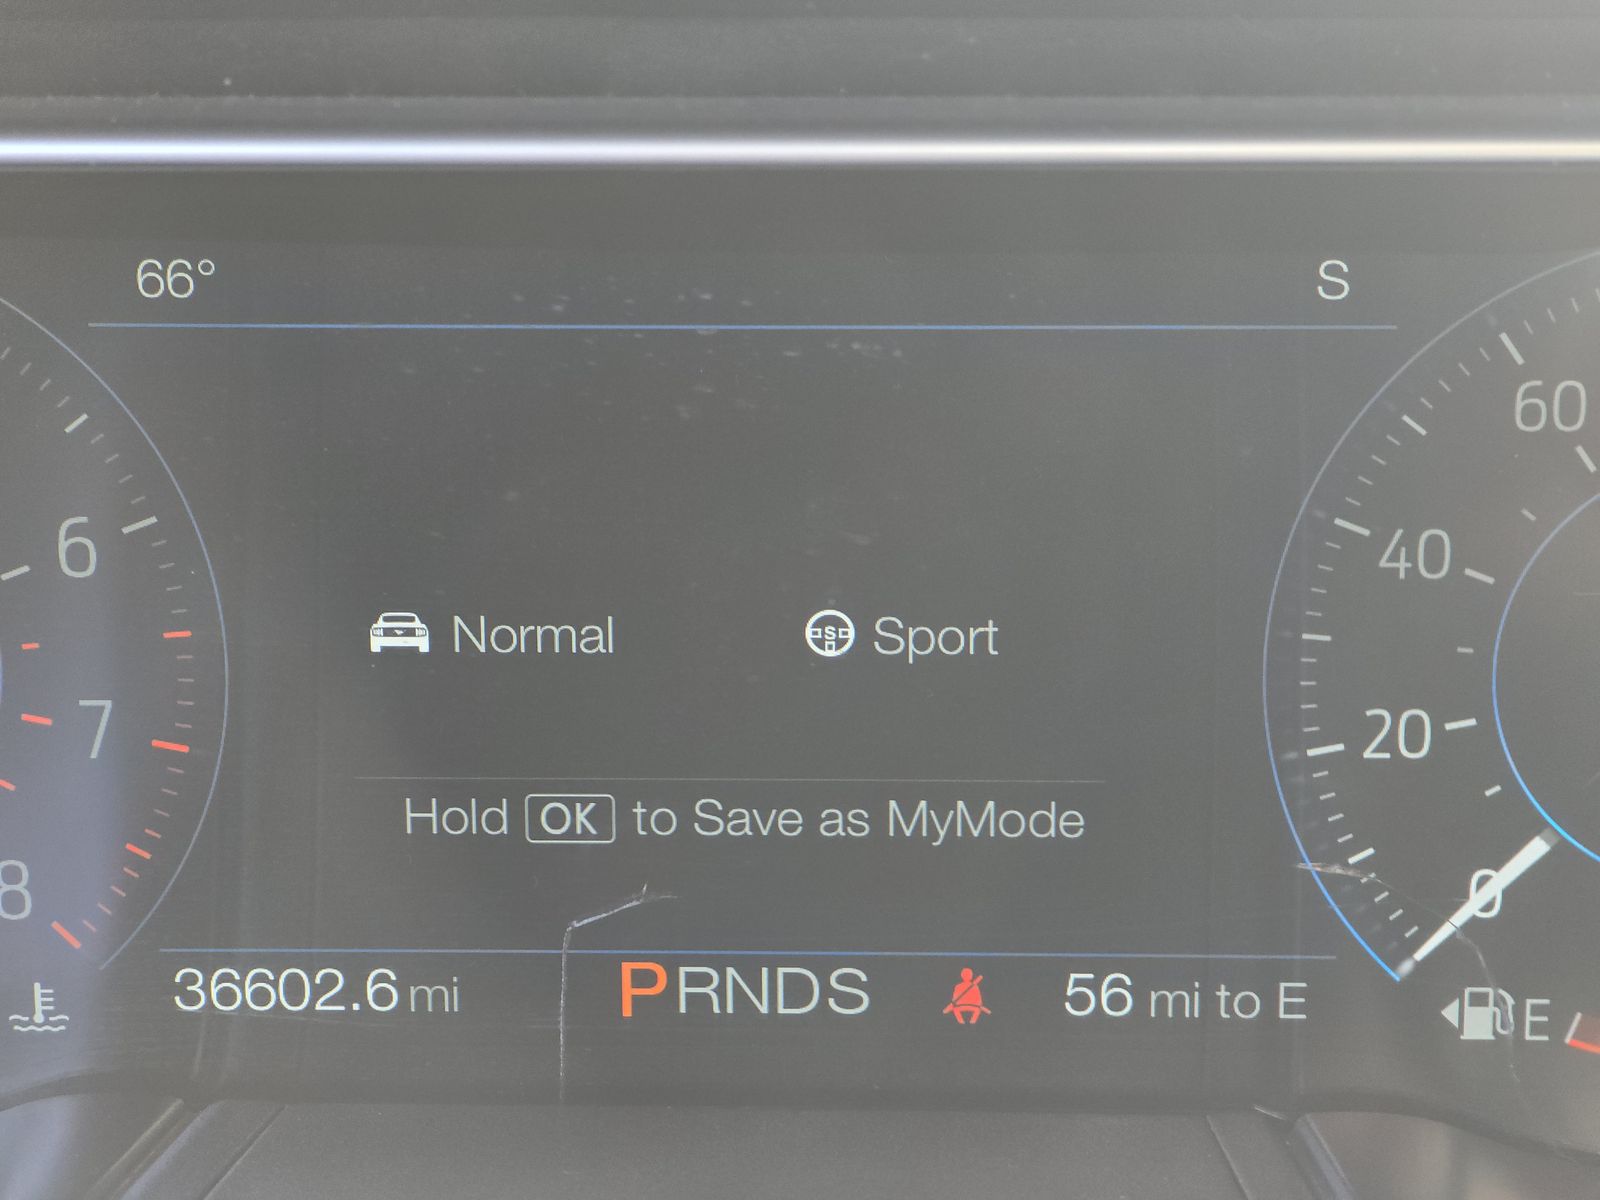 66° S
60
6 40
Normal Sport
7 20
Hold OK to Save as MyMode
8 0
36602.6 mi PRNDS 56 mi to E
E